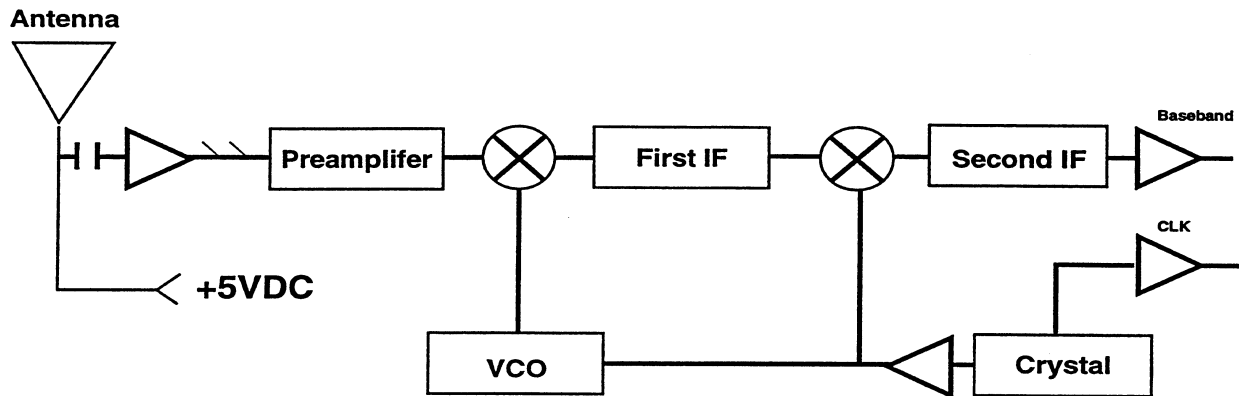 Antenna
Baseband
Preamplifer
First IF
Second IF
CLK
+5VDC
VCO
Crystal